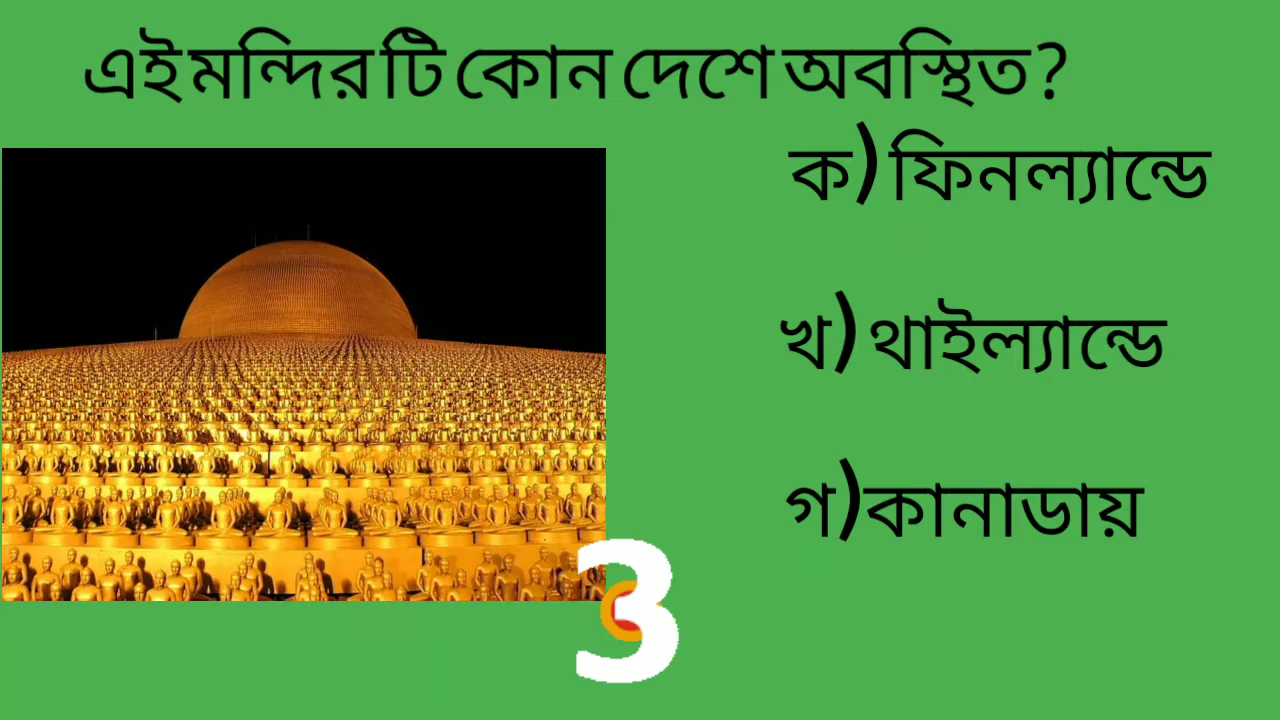 এই মন্দির টি কোন দেশে অবস্থিত?
ক) ফিনল্যান্ডে
খ) থাইল্যান্ডে
গ)কানাডায়
3